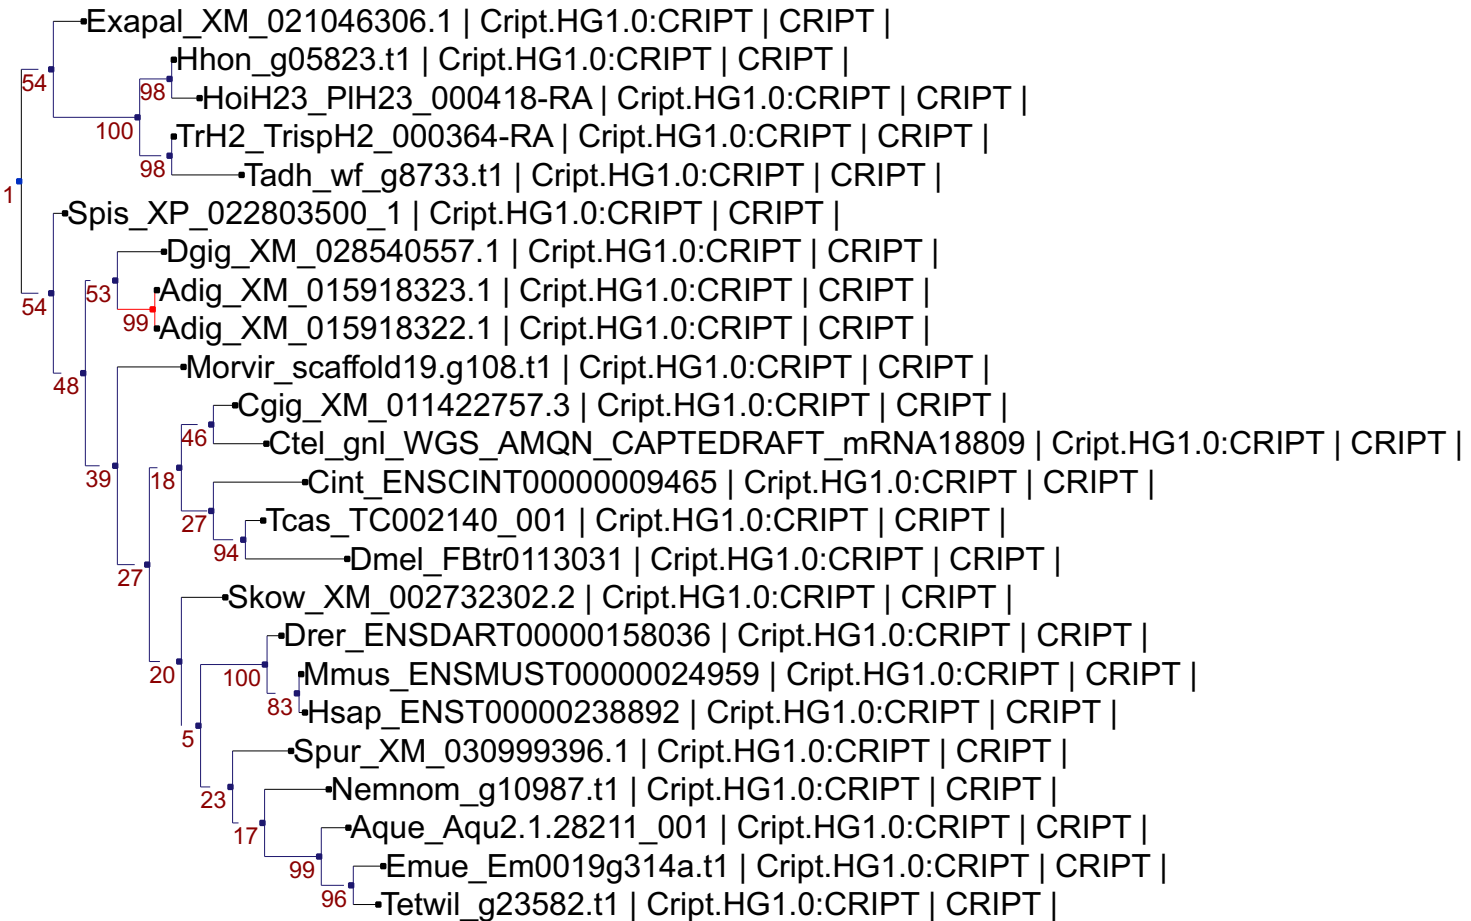 Exapal_XM_021046306.1 | Cript.HG1.0:CRIPT | CRIPT |
Hhon_g05823.t1 | Cript.HG1.0:CRIPT | CRIPT |
54
98
HoiH23_PlH23_000418-RA | Cript.HG1.0:CRIPT | CRIPT |
100
TrH2_TrispH2_000364-RA | Cript.HG1.0:CRIPT | CRIPT |
98
Tadh_wf_g8733.t1 | Cript.HG1.0:CRIPT | CRIPT |
1
Spis_XP_022803500_1 | Cript.HG1.0:CRIPT | CRIPT |
Dgig_XM_028540557.1 | Cript.HG1.0:CRIPT | CRIPT |
53
Adig_XM_015918323.1 | Cript.HG1.0:CRIPT | CRIPT |
54
99
Adig_XM_015918322.1 | Cript.HG1.0:CRIPT | CRIPT |
Morvir_scaffold19.g108.t1 | Cript.HG1.0:CRIPT | CRIPT |
48
Cgig_XM_011422757.3 | Cript.HG1.0:CRIPT | CRIPT |
46
Ctel_gnl_WGS_AMQN_CAPTEDRAFT_mRNA18809 | Cript.HG1.0:CRIPT | CRIPT |
39
18
Cint_ENSCINT00000009465 | Cript.HG1.0:CRIPT | CRIPT |
27
Tcas_TC002140_001 | Cript.HG1.0:CRIPT | CRIPT |
94
Dmel_FBtr0113031 | Cript.HG1.0:CRIPT | CRIPT |
27
Skow_XM_002732302.2 | Cript.HG1.0:CRIPT | CRIPT |
Drer_ENSDART00000158036 | Cript.HG1.0:CRIPT | CRIPT |
20
100
Mmus_ENSMUST00000024959 | Cript.HG1.0:CRIPT | CRIPT |
83
Hsap_ENST00000238892 | Cript.HG1.0:CRIPT | CRIPT |
5
Spur_XM_030999396.1 | Cript.HG1.0:CRIPT | CRIPT |
23
Nemnom_g10987.t1 | Cript.HG1.0:CRIPT | CRIPT |
17
Aque_Aqu2.1.28211_001 | Cript.HG1.0:CRIPT | CRIPT |
99
Emue_Em0019g314a.t1 | Cript.HG1.0:CRIPT | CRIPT |
96
Tetwil_g23582.t1 | Cript.HG1.0:CRIPT | CRIPT |